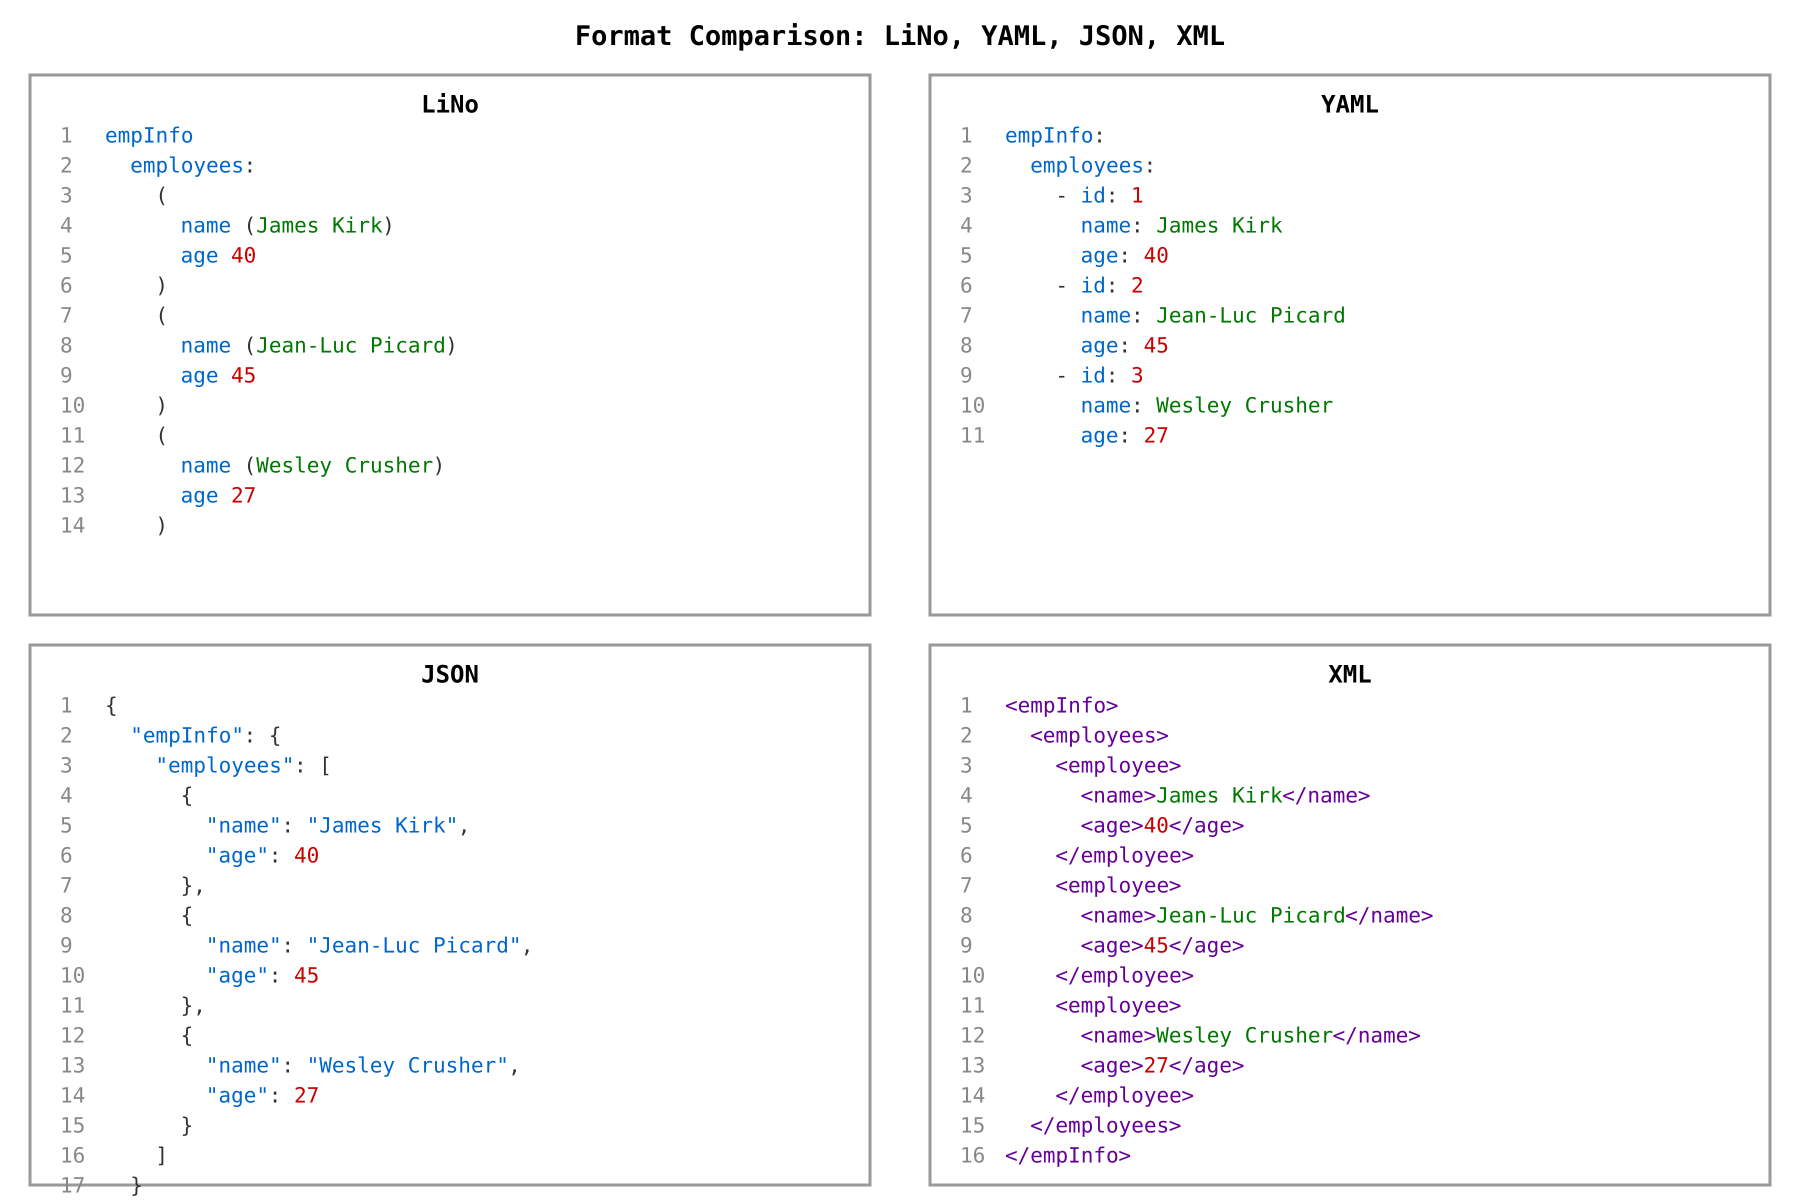 Format Comparison: LiNo, YAML, JSON, XML
LiNo
1 empInfo
2   employees:
3     (
4       name (James Kirk)
5       age 40
6     )
7     (
8       name (Jean-Luc Picard)
9       age 45
10     )
11     (
12       name (Wesley Crusher)
13       age 27
14     )
YAML
1 empInfo:
2   employees:
3     - id: 1
4       name: James Kirk
5       age: 40
6     - id: 2
7       name: Jean-Luc Picard
8       age: 45
9     - id: 3
10       name: Wesley Crusher
11       age: 27
JSON
1 {
2   "empInfo": {
3     "employees": [
4       {
5         "name": "James Kirk",
6         "age": 40
7       },
8       {
9         "name": "Jean-Luc Picard",
10         "age": 45
11       },
12       {
13         "name": "Wesley Crusher",
14         "age": 27
15       }
16     ]
17   }
XML
1 <empInfo>
2   <employees>
3     <employee>
4       <name>James Kirk</name>
5       <age>40</age>
6     </employee>
7     <employee>
8       <name>Jean-Luc Picard</name>
9       <age>45</age>
10     </employee>
11     <employee>
12       <name>Wesley Crusher</name>
13       <age>27</age>
14     </employee>
15   </employees>
16 </empInfo>